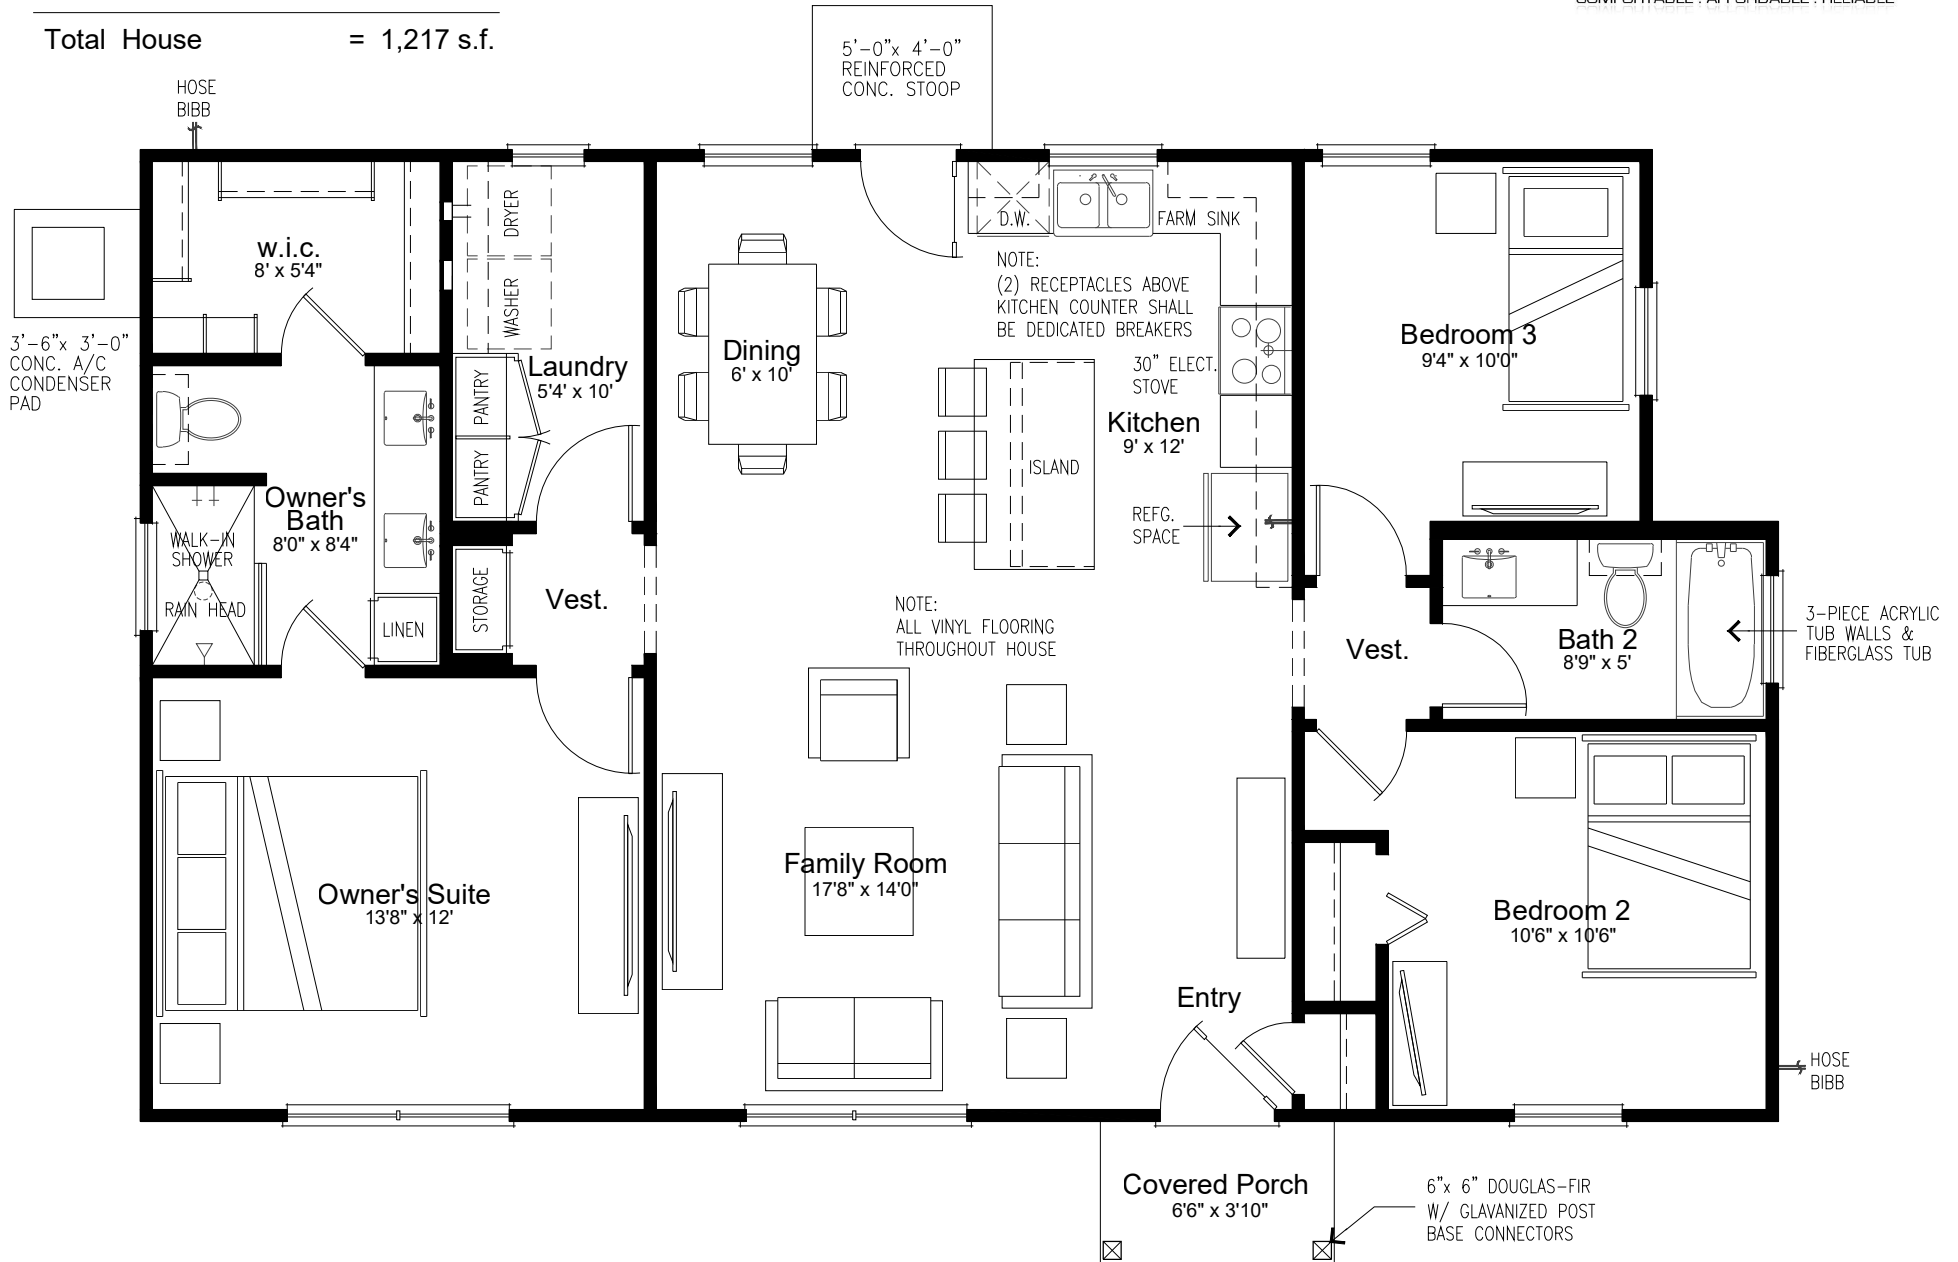 COMFORTABLE . AFFORDABLE . RELIABLE
Total House = 1,217 s.f.
5'-0"x 4'-0"
REINFORCED
CONC. STOOP
HOSE
BIBB
w.i.c.
8' x 5'4"
DRYER
WASHER
D.W.
FARM SINK
NOTE:
(2) RECEPTACLES ABOVE
KITCHEN COUNTER SHALL
BE DEDICATED BREAKERS
3'-6"x 3'-0"
CONC. A/C
CONDENSER
PAD
Laundry
5'4' x 10'
PANTRY
PANTRY
Dining
6' x 10'
30" ELECT.
STOVE
Kitchen
9' x 12'
ISLAND
REFG.
SPACE
Bedroom 3
9'4" x 10'0"
Owner's
Bath
8'0" x 8'4"
WALK-IN
SHOWER
RAIN HEAD
LINEN
STORAGE
Vest.
NOTE:
ALL VINYL FLOORING
THROUGHOUT HOUSE
Vest.
Bath 2
8'9" x 5'
3-PIECE ACRYLIC
TUB WALLS &
FIBERGLASS TUB
Owner's Suite
13'8" x 12'
Family Room
17'8" x 14'0"
Bedroom 2
10'6" x 10'6"
Entry
HOSE
BIBB
Covered Porch
6'6" x 3'10"
6"x 6" DOUGLAS-FIR
W/ GLAVANIZED POST
BASE CONNECTORS